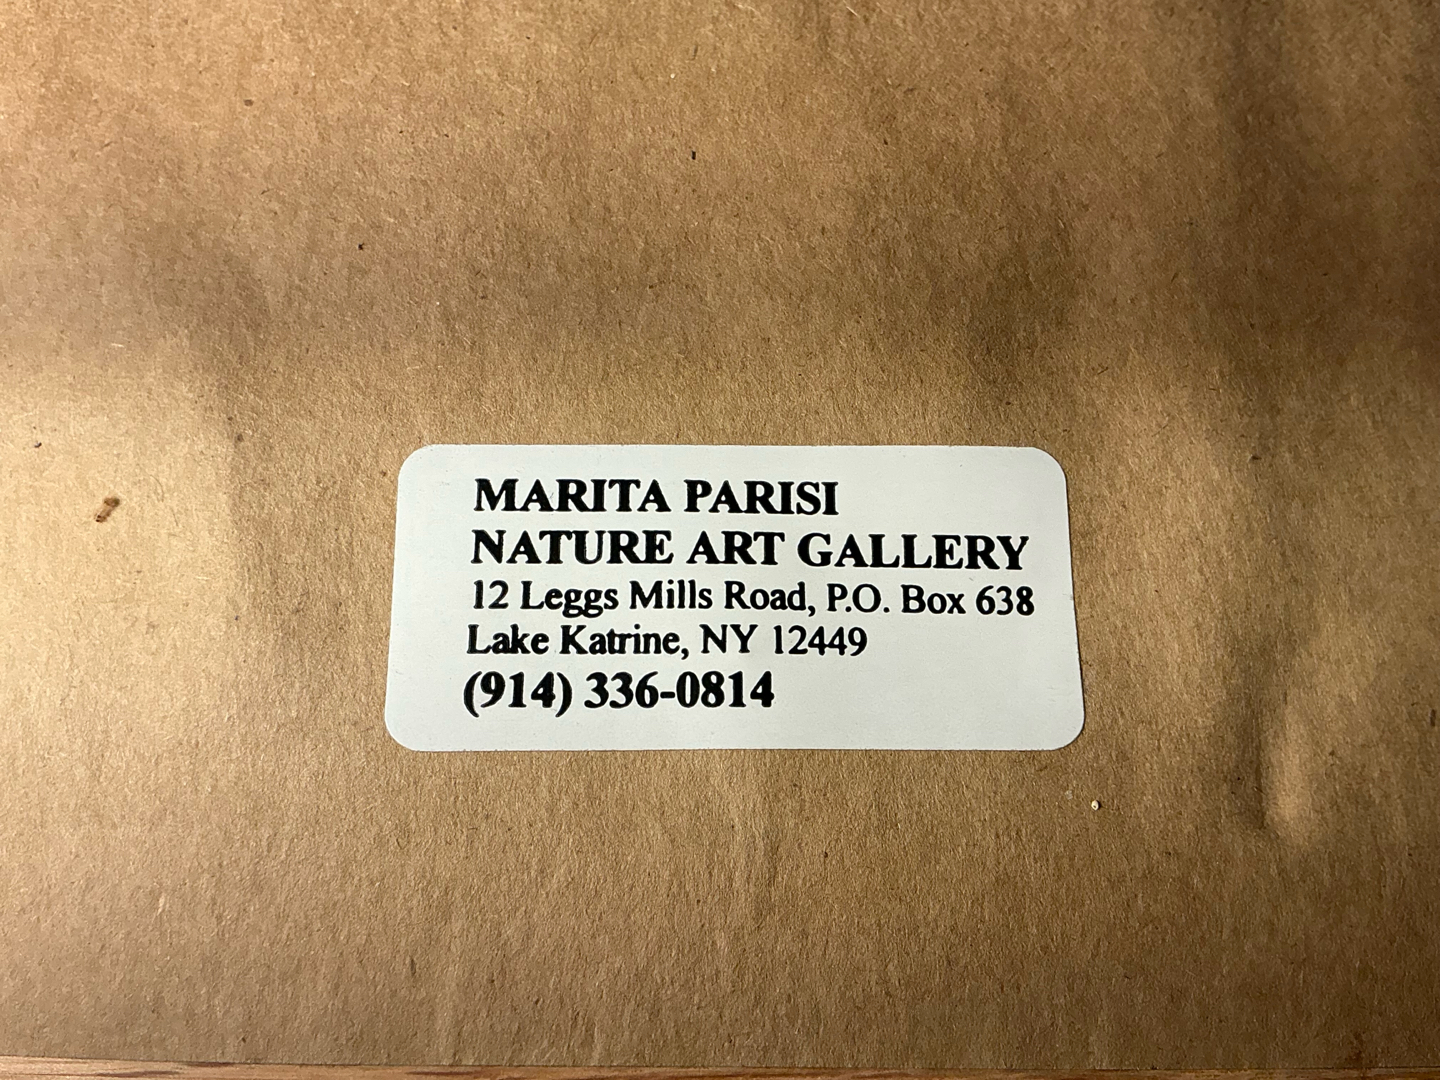 MARITA PARISI
NATURE ART GALLERY
12 Leggs Mills Road, P.O. Box 638
Lake Katrine, NY 12449
(914) 336-0814